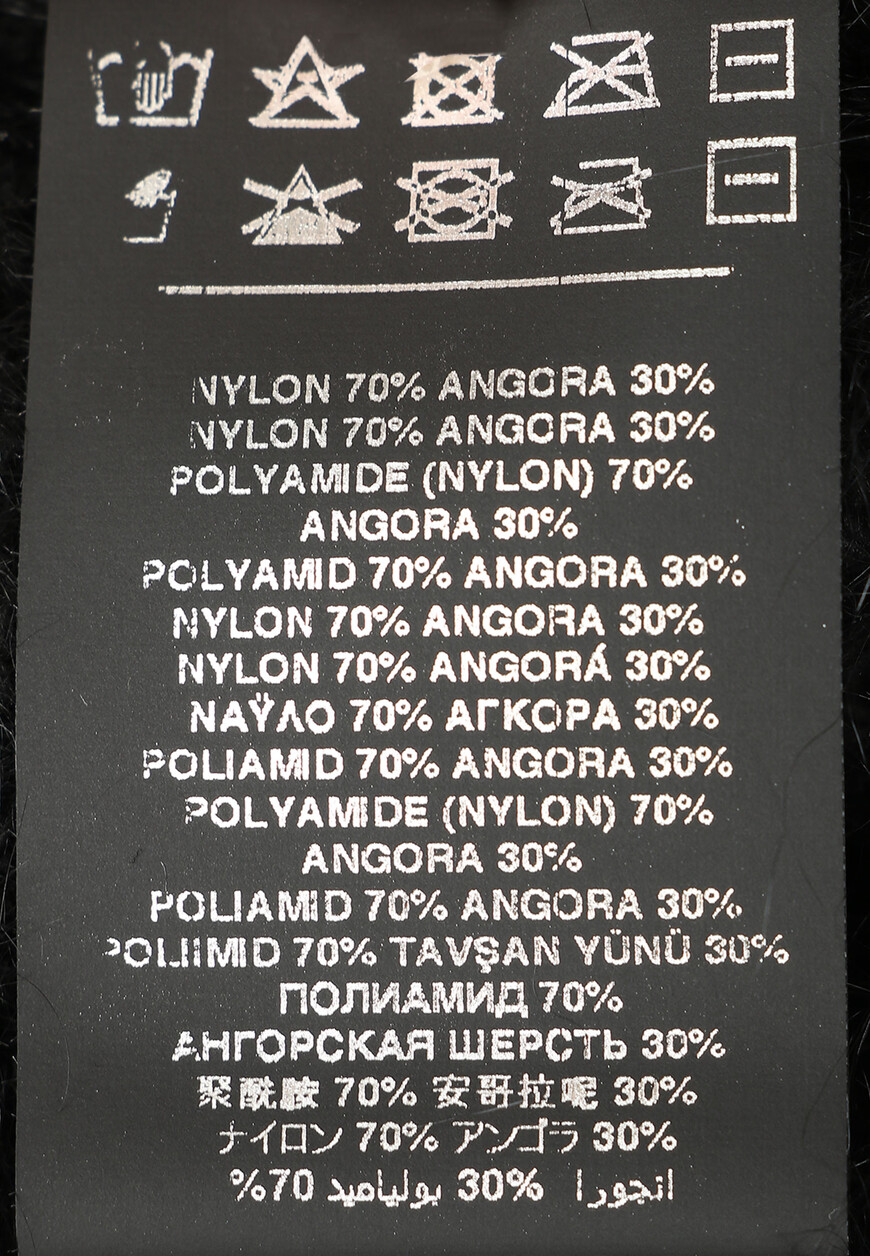 NYLON 70% ANGORA 30%
NYLON 70% ANGORA 30%
POLYAMIDE (NYLON) 70%
ANGORA 30%
POLYAMID 70% ANGORA 30%
NYLON 70% ANGORA 30%
NYLON 70% ANGORÁ 30%
ΝΑΫΛΟ 70% ΑΓΚΟΡΑ 30%
POLIAMID 70% ANGORA 30%
POLYAMIDE (NYLON) 70%
ANGORA 30%
POLIAMID 70% ANGORA 30%
POLIIMID 70% TAVŞAN YÜNÜ 30%
ПОЛИАМИД 70%
АНГОРСКАЯ ШЕРСТЬ 30%
聚酰胺 70% 安哥拉呢 30%
ナイロン 70% アンゴラ 30%
%70 بولياميد 30% انجورا